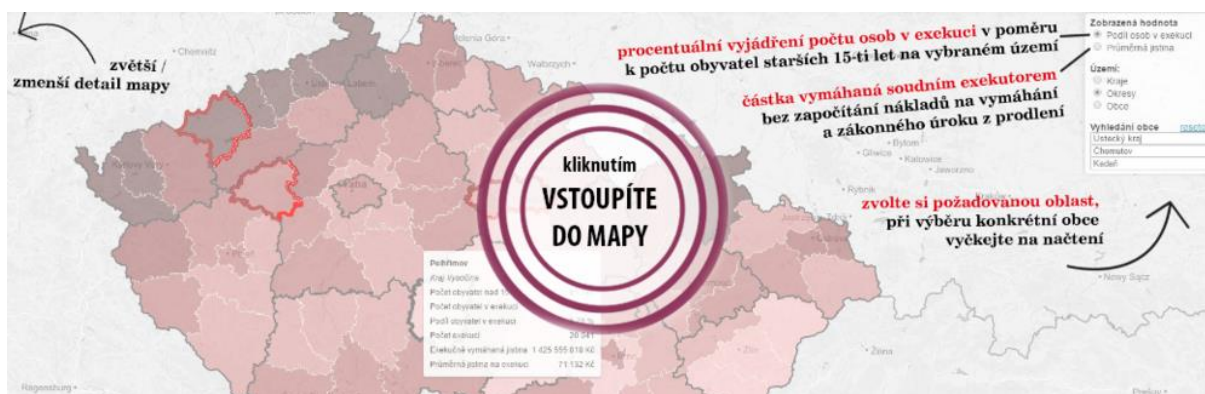 Chemnitz
Jelenia Góra
Wałbrzych
zvětší /
zmenší detail mapy
procentuální vyjádření počtu osob v exekuci v poměru
k počtu obyvatel starších 15-ti let na vybraném území
částka vymáhaná soudním exekutorem
bez započítání nákladů na vymáhání
a zákonného úroku z prodlení
Zobrazená hodnota
Podíl osob v exekuci
Průměrná jistina
Území:
Kraje
Okresy
Obce
Vyhledání obce
Ústecký kraj
Chomutov
Kadaň
Bytom
Gliwice
Katowice
Jaworzno
Rybnik
kliknutím
VSTOUPÍTE
DO MAPY
zvolte si požadovanou oblast,
při výběru konkrétní obce
vyčkejte na načtení
Praha
Pelhřimov
Kraj Vysočina
Počet obyvatel nad 15
Počet obyvatel v exekuci
Podíl obyvatel v exekuci
Počet exekucí 20 041
Exekučně vymáhaná jistina 1 425 555 818 Kč
Průměrná jistina na exekuci 71 132 Kč
Nowy Sącz
Zlín
Žilina
Prešov
Regensburg